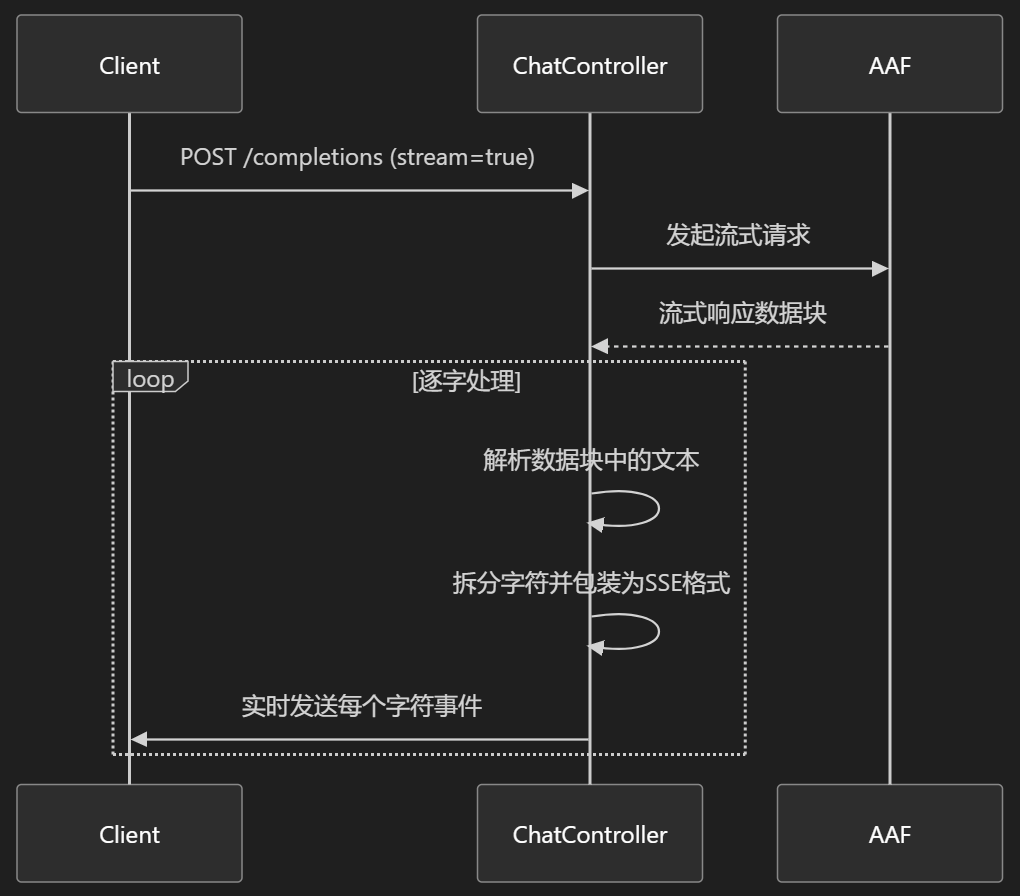 Client
ChatController
AAF
POST /completions (stream=true)
发起流式请求
流式响应数据块
loop
[逐字处理]
解析数据块中的文本
拆分字符并包装为SSE格式
实时发送每个字符事件
Client
ChatController
AAF